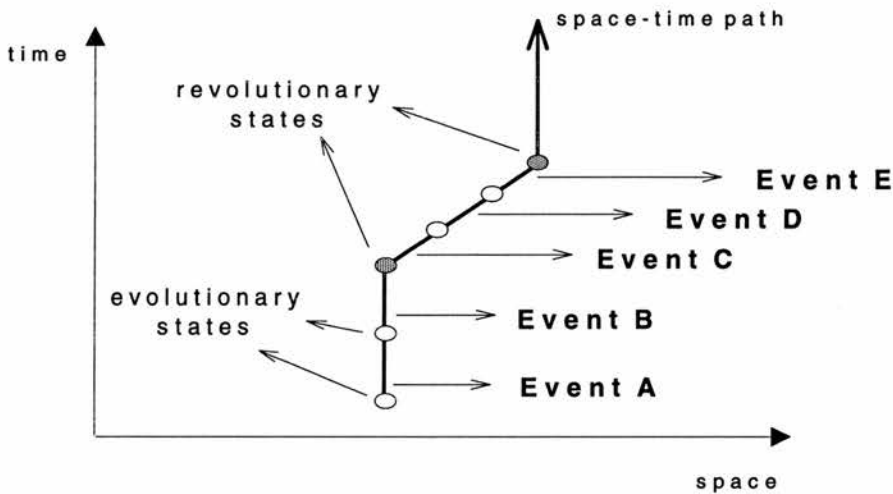 space-time path
time
revolutionary
states
Event E
Event D
Event C
evolutionary
states
Event B
Event A
space